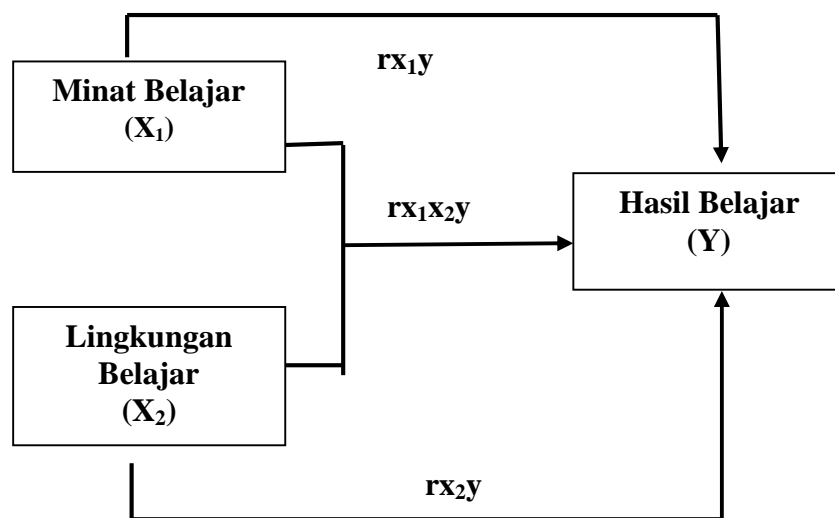 rx₁y
Minat Belajar
(X₁)
rx₁x₂y
Hasil Belajar
(Y)
Lingkungan
Belajar
(X₂)
rx₂y